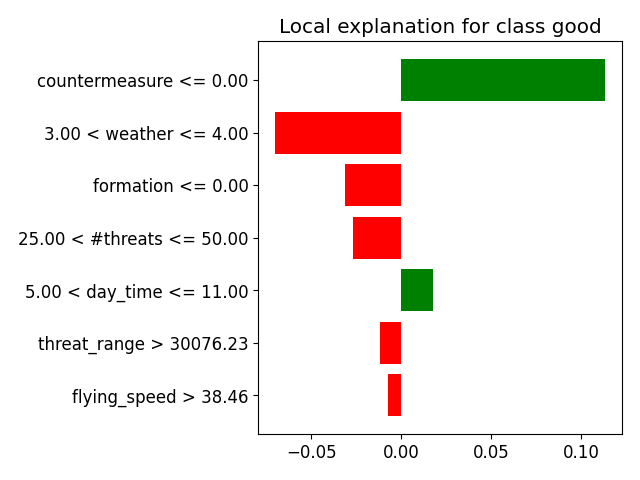 Local explanation for class good
countermeasure <= 0.00
3.00 < weather <= 4.00
formation <= 0.00
25.00 < #threats <= 50.00
5.00 < day_time <= 11.00
threat_range > 30076.23
flying_speed > 38.46
−0.05 0.00 0.05 0.10